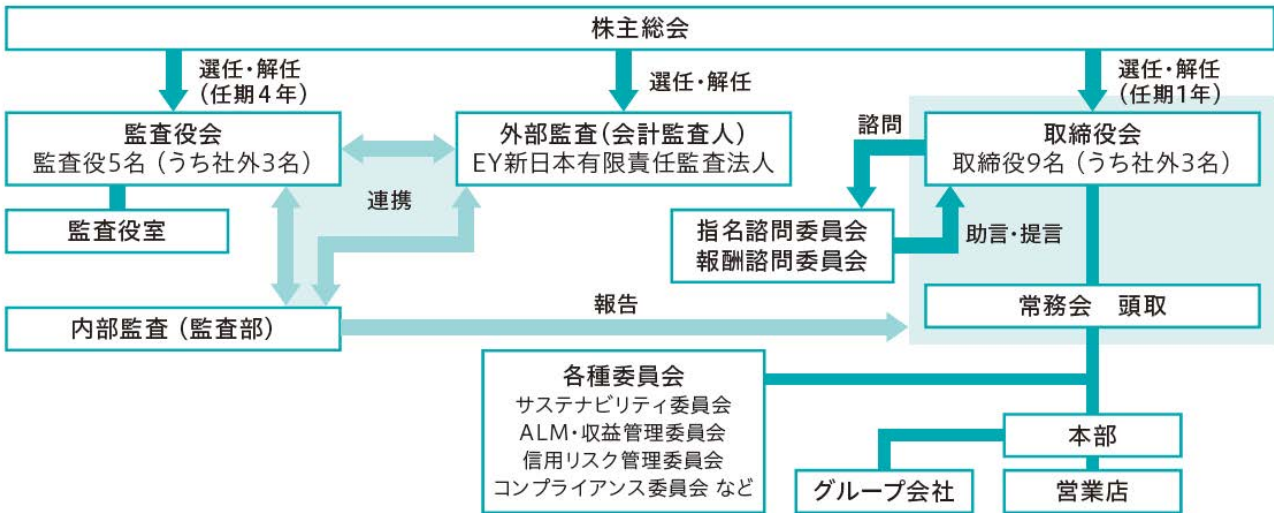 株主総会
選任・解任
(任期4年)
選任・解任
選任・解任
(任期1年)
監査役会
監査役5名(うち社外3名)
外部監査(会計監査人)
EY新日本有限責任監査法人
諮問
取締役会
取締役9名(うち社外3名)
連携
監査役室
指名諮問委員会
報酬諮問委員会
助言・提言
内部監査(監査部)
報告
常務会 頭取
各種委員会
サステナビリティ委員会
ALM・収益管理委員会
信用リスク管理委員会
コンプライアンス委員会 など
本部
グループ会社
営業店